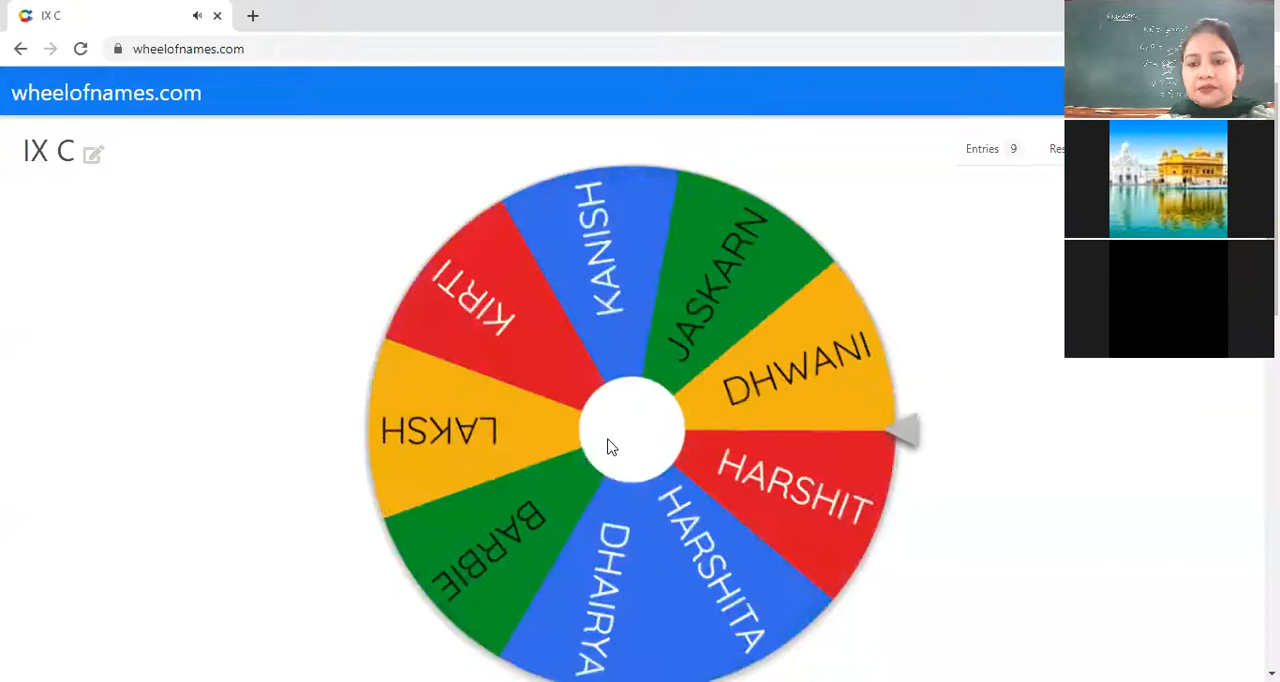 IX C
wheelofnames.com
wheelofnames.com
IX C
Entries 9
KANISH
JASKARN
KIRTI
DHWANI
LAKSH
HARSHIT
BARBIE
HARSHITA
DHAIRYA